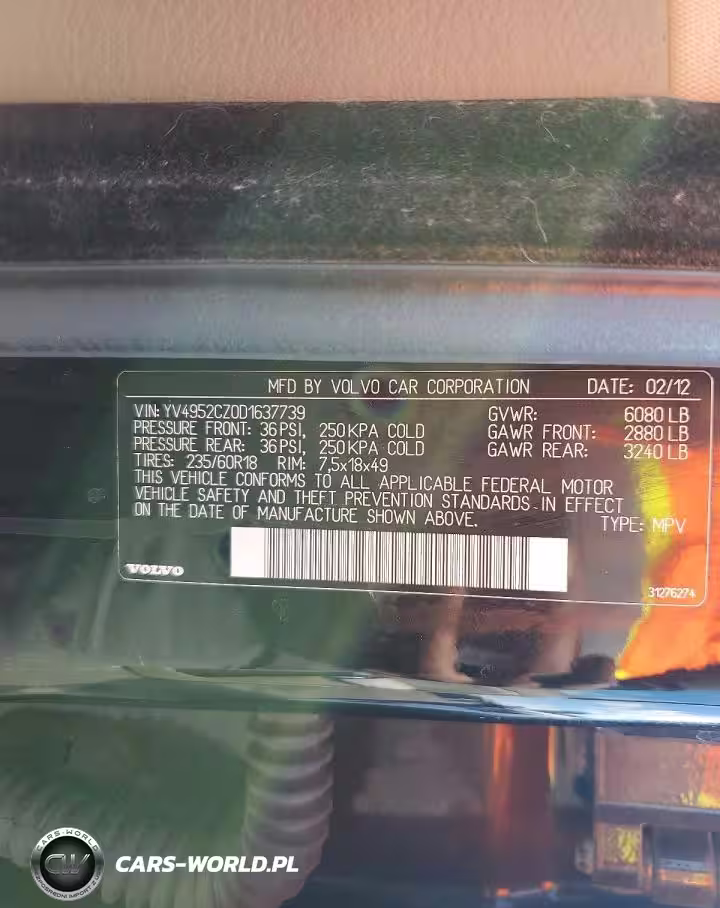 MFD BY VOLVO CAR CORPORATION DATE: 02/12
VIN: YV4952CZ0D1637739 GVWR: 6080 LB
PRESSURE FRONT: 36 PSI, 250 KPA COLD GAWR FRONT: 2880 LB
PRESSURE REAR: 36 PSI, 250 KPA COLD GAWR REAR: 3240 LB
TIRES: 235/60R18 RIM: 7,5x18x49
THIS VEHICLE CONFORMS TO ALL APPLICABLE FEDERAL MOTOR
VEHICLE SAFETY AND THEFT PREVENTION STANDARDS IN EFFECT
ON THE DATE OF MANUFACTURE SHOWN ABOVE.
TYPE: MPV
VOLVO
31276274
CARS-WORLD
CW
CARS-WORLD.PL